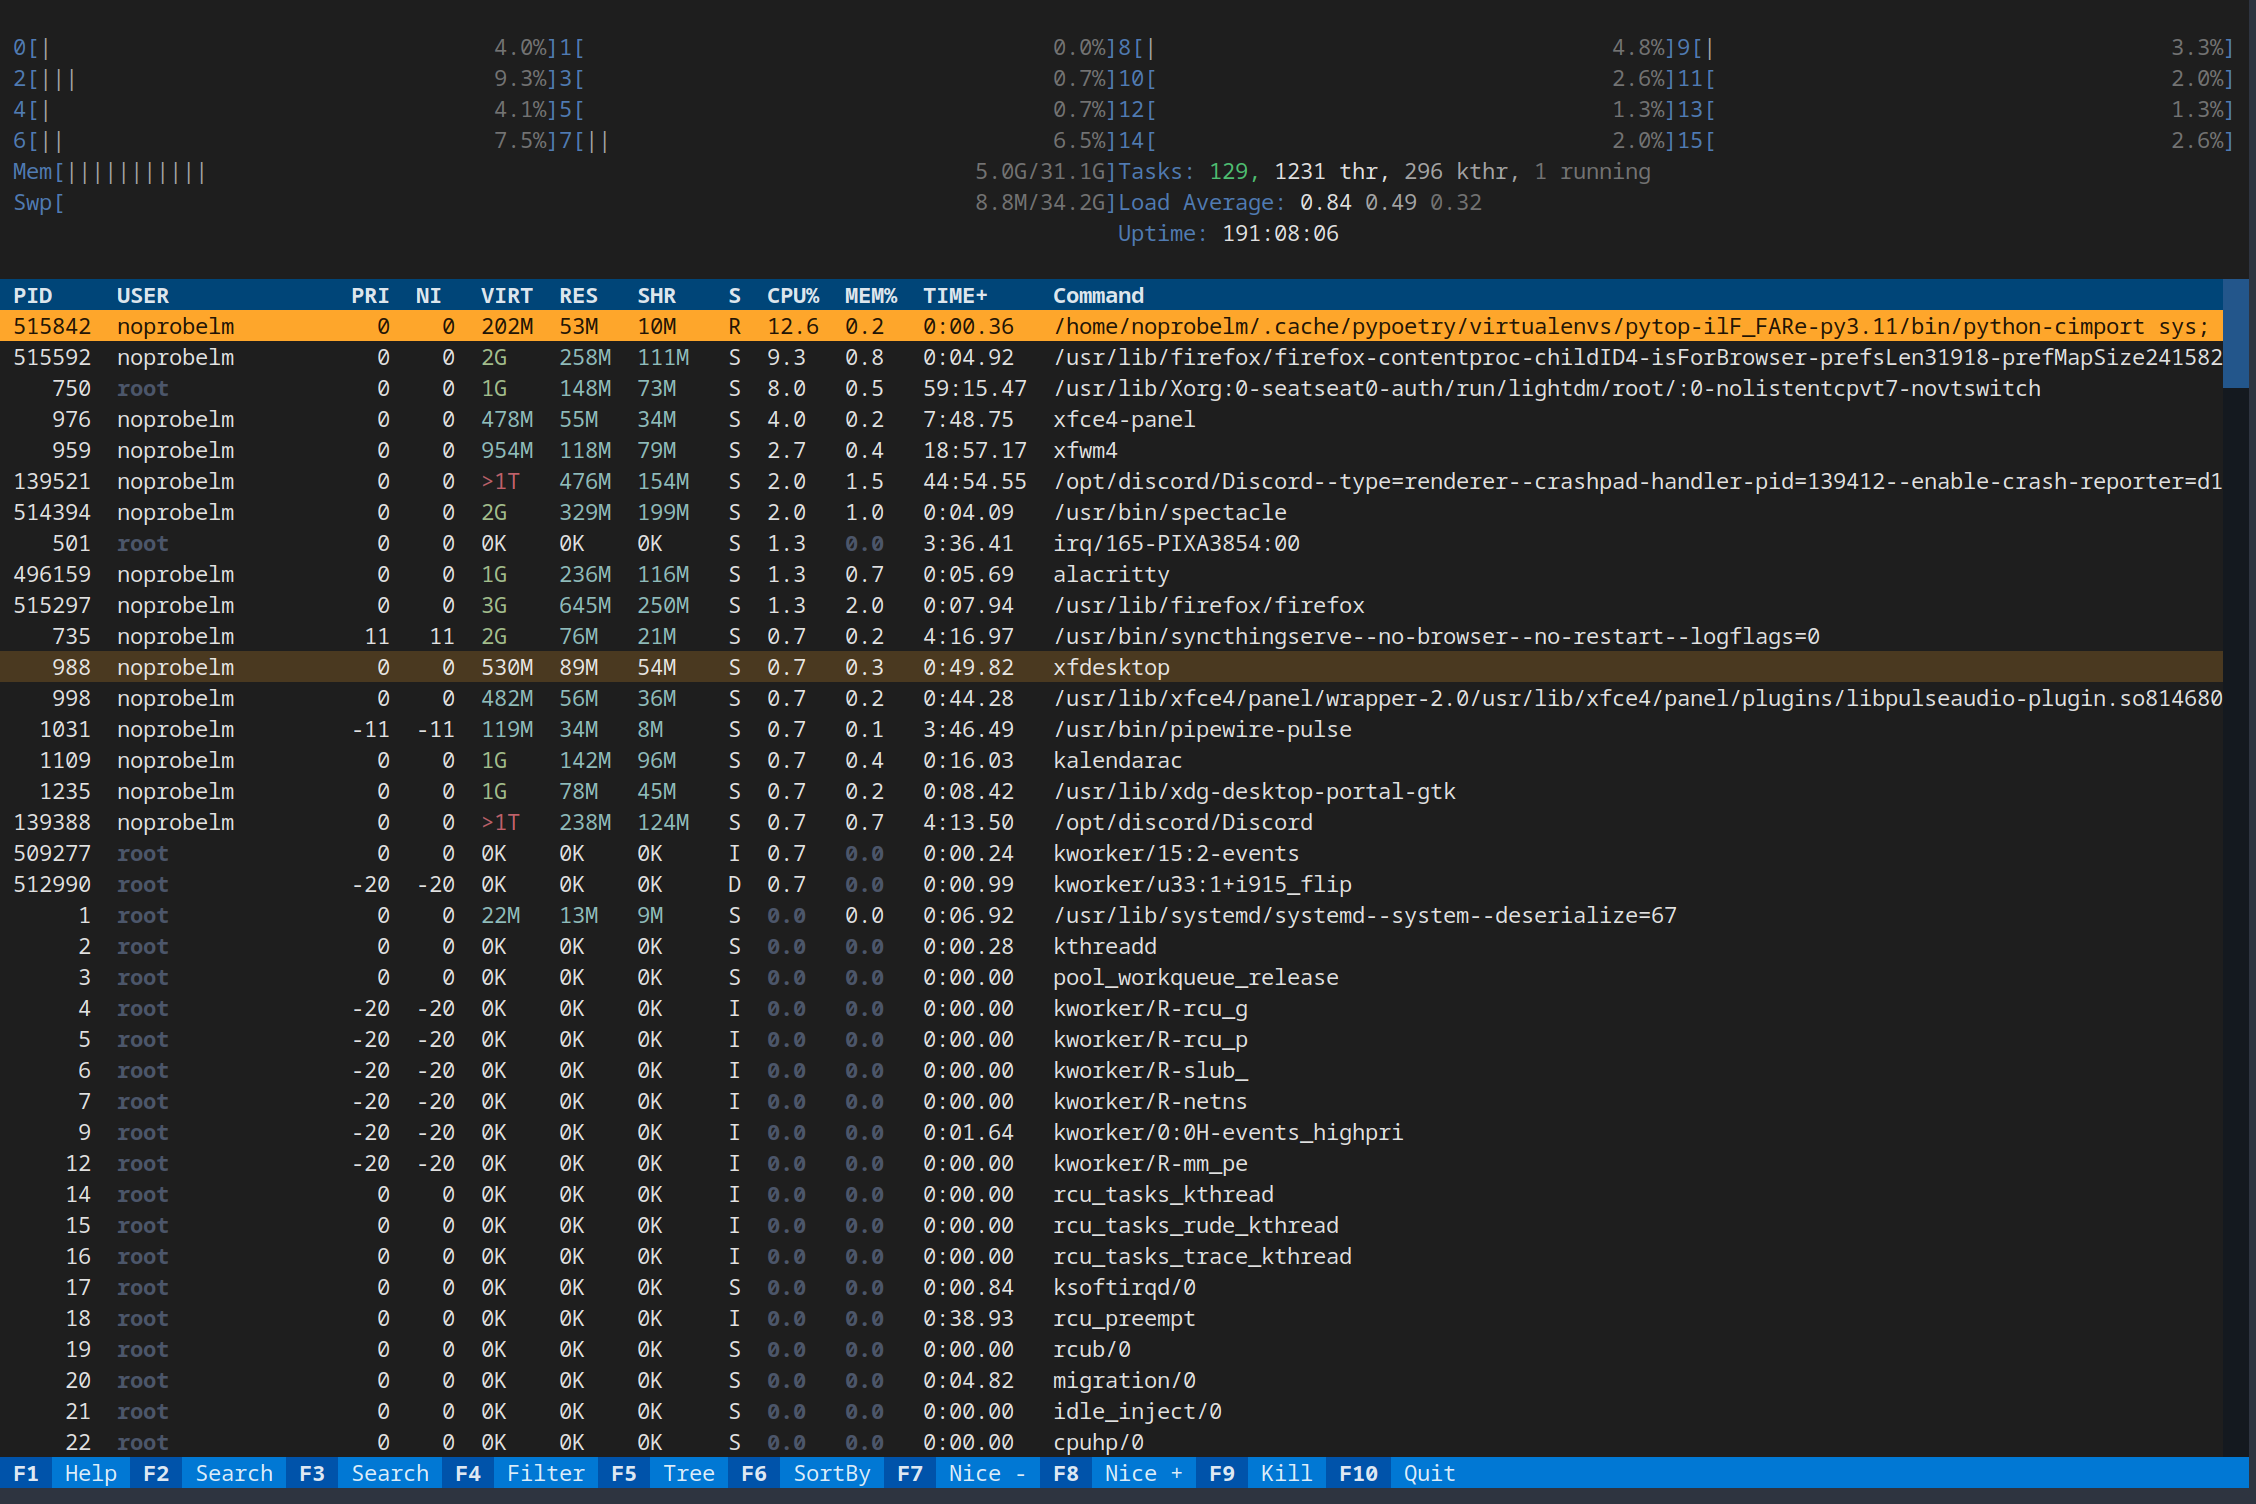 0[| 4.0%]1[ 0.0%]8[| 4.8%]9[| 3.3%]
2[||| 9.3%]3[ 0.7%]10[ 2.6%]11[ 2.0%]
4[| 4.1%]5[ 0.7%]12[ 1.3%]13[ 1.3%]
6[|| 7.5%]7[|| 6.5%]14[ 2.0%]15[ 2.6%]
Mem[||||||||||| 5.0G/31.1G]Tasks: 129, 1231 thr, 296 kthr, 1 running
Swp[ 8.8M/34.2G]Load Average: 0.84 0.49 0.32
Uptime: 191:08:06
PID USER PRI NI VIRT RES SHR S CPU% MEM% TIME+ Command
515842 noprobelm 0 0 202M 53M 10M R 12.6 0.2 0:00.36 /home/noprobelm/.cache/pypoetry/virtualenvs/pytop-ilF_FARe-py3.11/bin/python-cimport sys;
515592 noprobelm 0 0 2G 258M 111M S 9.3 0.8 0:04.92 /usr/lib/firefox/firefox-contentproc-childID4-isForBrowser-prefsLen31918-prefMapSize241582
750 root 0 0 1G 148M 73M S 8.0 0.5 59:15.47 /usr/lib/Xorg:0-seatseat0-auth/run/lightdm/root/:0-nolistentcpvt7-novtswitch
976 noprobelm 0 0 478M 55M 34M S 4.0 0.2 7:48.75 xfce4-panel
959 noprobelm 0 0 954M 118M 79M S 2.7 0.4 18:57.17 xfwm4
139521 noprobelm 0 0 >1T 476M 154M S 2.0 1.5 44:54.55 /opt/discord/Discord--type=renderer--crashpad-handler-pid=139412--enable-crash-reporter=d1
514394 noprobelm 0 0 2G 329M 199M S 2.0 1.0 0:04.09 /usr/bin/spectacle
501 root 0 0 0K 0K 0K S 1.3 0.0 3:36.41 irq/165-PIXA3854:00
496159 noprobelm 0 0 1G 236M 116M S 1.3 0.7 0:05.69 alacritty
515297 noprobelm 0 0 3G 645M 250M S 1.3 2.0 0:07.94 /usr/lib/firefox/firefox
735 noprobelm 11 11 2G 76M 21M S 0.7 0.2 4:16.97 /usr/bin/syncthingserve--no-browser--no-restart--logflags=0
988 noprobelm 0 0 530M 89M 54M S 0.7 0.3 0:49.82 xfdesktop
998 noprobelm 0 0 482M 56M 36M S 0.7 0.2 0:44.28 /usr/lib/xfce4/panel/wrapper-2.0/usr/lib/xfce4/panel/plugins/libpulseaudio-plugin.so814680
1031 noprobelm -11 -11 119M 34M 8M S 0.7 0.1 3:46.49 /usr/bin/pipewire-pulse
1109 noprobelm 0 0 1G 142M 96M S 0.7 0.4 0:16.03 kalendarac
1235 noprobelm 0 0 1G 78M 45M S 0.7 0.2 0:08.42 /usr/lib/xdg-desktop-portal-gtk
139388 noprobelm 0 0 >1T 238M 124M S 0.7 0.7 4:13.50 /opt/discord/Discord
509277 root 0 0 0K 0K 0K I 0.7 0.0 0:00.24 kworker/15:2-events
512990 root -20 -20 0K 0K 0K D 0.7 0.0 0:00.99 kworker/u33:1+i915_flip
1 root 0 0 22M 13M 9M S 0.0 0.0 0:06.92 /usr/lib/systemd/systemd--system--deserialize=67
2 root 0 0 0K 0K 0K S 0.0 0.0 0:00.28 kthreadd
3 root 0 0 0K 0K 0K S 0.0 0.0 0:00.00 pool_workqueue_release
4 root -20 -20 0K 0K 0K I 0.0 0.0 0:00.00 kworker/R-rcu_g
5 root -20 -20 0K 0K 0K I 0.0 0.0 0:00.00 kworker/R-rcu_p
6 root -20 -20 0K 0K 0K I 0.0 0.0 0:00.00 kworker/R-slub_
7 root -20 -20 0K 0K 0K I 0.0 0.0 0:00.00 kworker/R-netns
9 root -20 -20 0K 0K 0K I 0.0 0.0 0:01.64 kworker/0:0H-events_highpri
12 root -20 -20 0K 0K 0K I 0.0 0.0 0:00.00 kworker/R-mm_pe
14 root 0 0 0K 0K 0K I 0.0 0.0 0:00.00 rcu_tasks_kthread
15 root 0 0 0K 0K 0K I 0.0 0.0 0:00.00 rcu_tasks_rude_kthread
16 root 0 0 0K 0K 0K I 0.0 0.0 0:00.00 rcu_tasks_trace_kthread
17 root 0 0 0K 0K 0K S 0.0 0.0 0:00.84 ksoftirqd/0
18 root 0 0 0K 0K 0K I 0.0 0.0 0:38.93 rcu_preempt
19 root 0 0 0K 0K 0K S 0.0 0.0 0:00.00 rcub/0
20 root 0 0 0K 0K 0K S 0.0 0.0 0:04.82 migration/0
21 root 0 0 0K 0K 0K S 0.0 0.0 0:00.00 idle_inject/0
22 root 0 0 0K 0K 0K S 0.0 0.0 0:00.00 cpuhp/0
F1 Help F2 Search F3 Search F4 Filter F5 Tree F6 SortBy F7 Nice - F8 Nice + F9 Kill F10 Quit